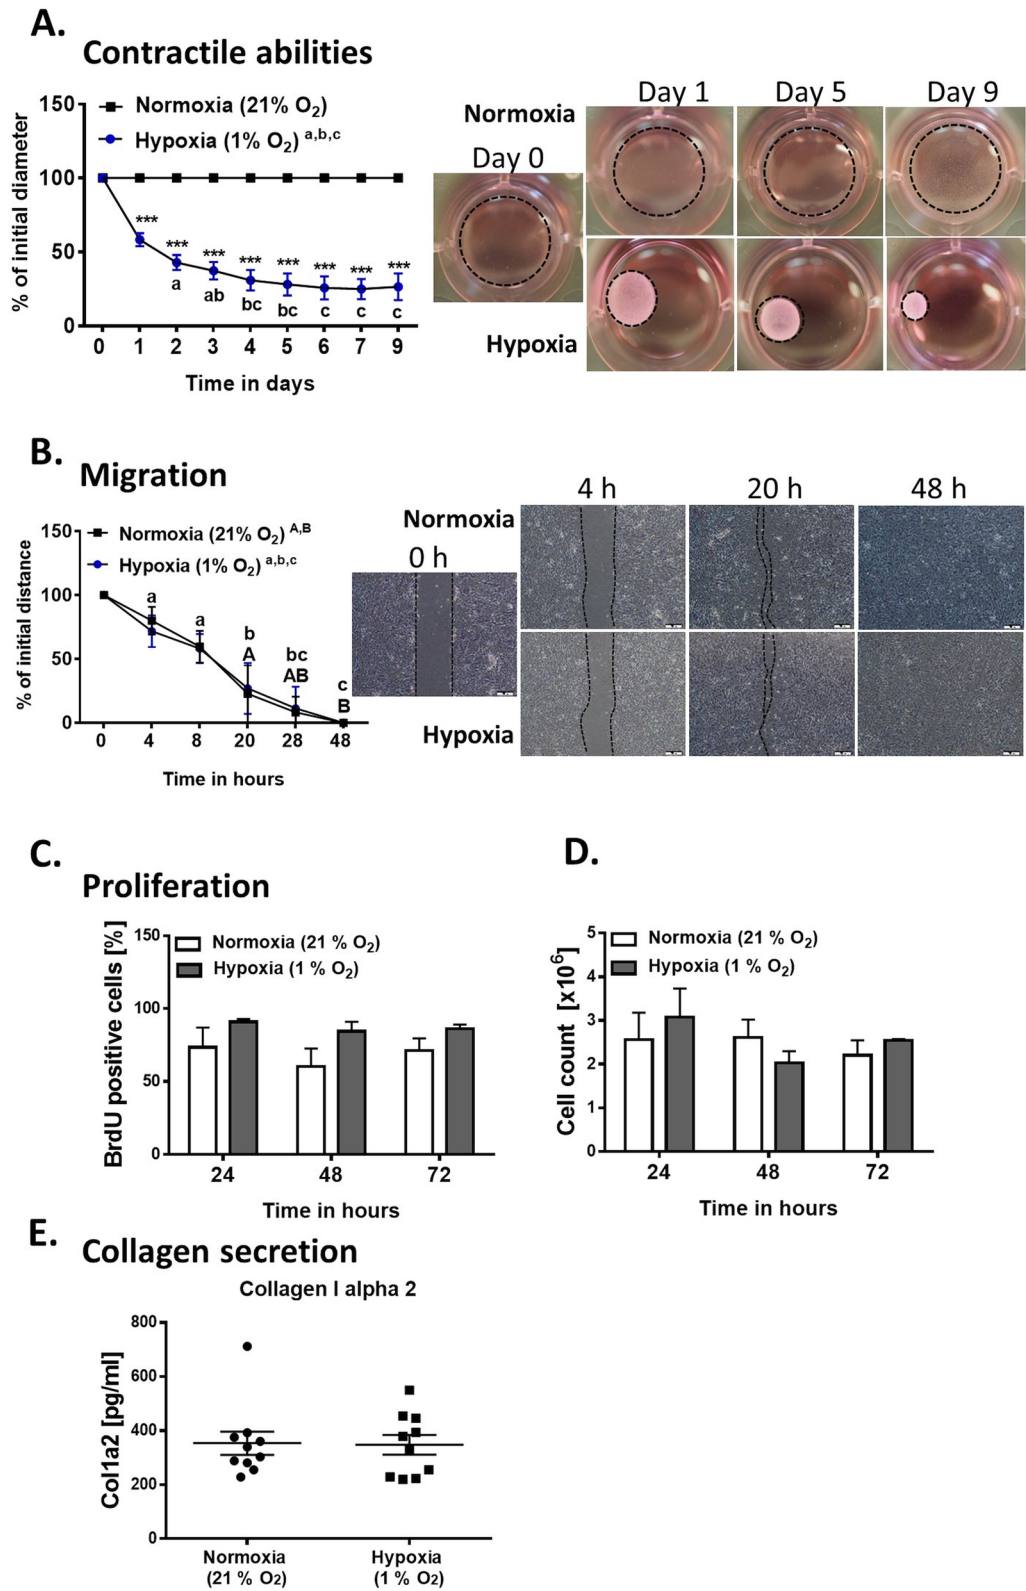 A.
Contractile abilities
Normoxia (21% O2)
Hypoxia (1% O2) a,b,c
% of initial diameter
150
100
50
0
*** *** *** *** *** *** *** ***
a ab bc bc c c c
0 1 2 3 4 5 6 7 9
Time in days
Normoxia
Day 0
Day 1 Day 5 Day 9
Hypoxia
B.
Migration
Normoxia (21% O2) A,B
Hypoxia (1% O2) a,b,c
% of initial distance
150
100
50
0
a a b bc c
A AB B
0 4 8 20 28 48
Time in hours
Normoxia
0 h
4 h 20 h 48 h
Hypoxia
C.
Proliferation
Normoxia (21 % O2)
Hypoxia (1 % O2)
BrdU positive cells [%]
150
100
50
0
24 48 72
Time in hours
D.
Normoxia (21 % O2)
Hypoxia (1 % O2)
Cell count [x10^6]
5
4
3
2
1
0
24 48 72
Time in hours
E.
Collagen secretion
Collagen I alpha 2
Col1a2 [pg/ml]
800
600
400
200
0
Normoxia
(21 % O2)
Hypoxia
(1 % O2)